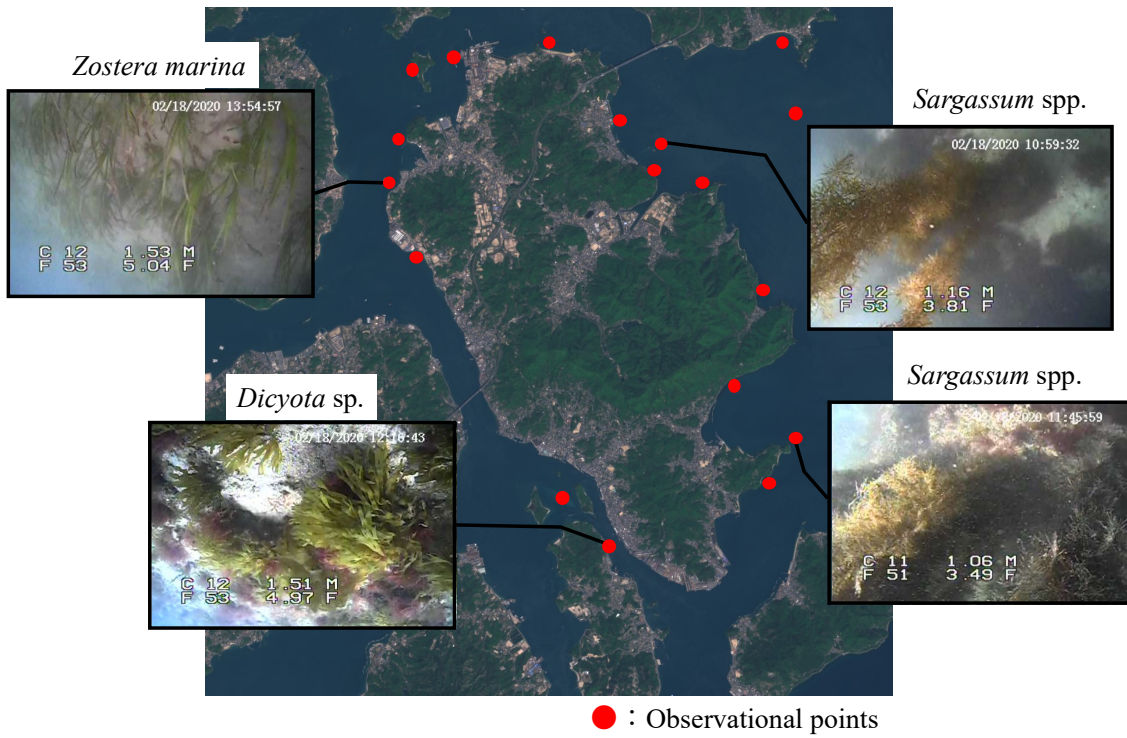 Zostera marina
02/18/2020 13:54:57
C 12 1.53 M
F 53 5.04 F
Sargassum spp.
02/18/2020 10:59:32
C 12 1.16 M
F 53 3.81 F
Dicyota sp.
02/18/2020 12:16:43
C 12 1.51 M
F 53 4.97 F
Sargassum spp.
02/18/2020 11:45:59
C 11 1.06 M
F 51 3.49 F
: Observational points